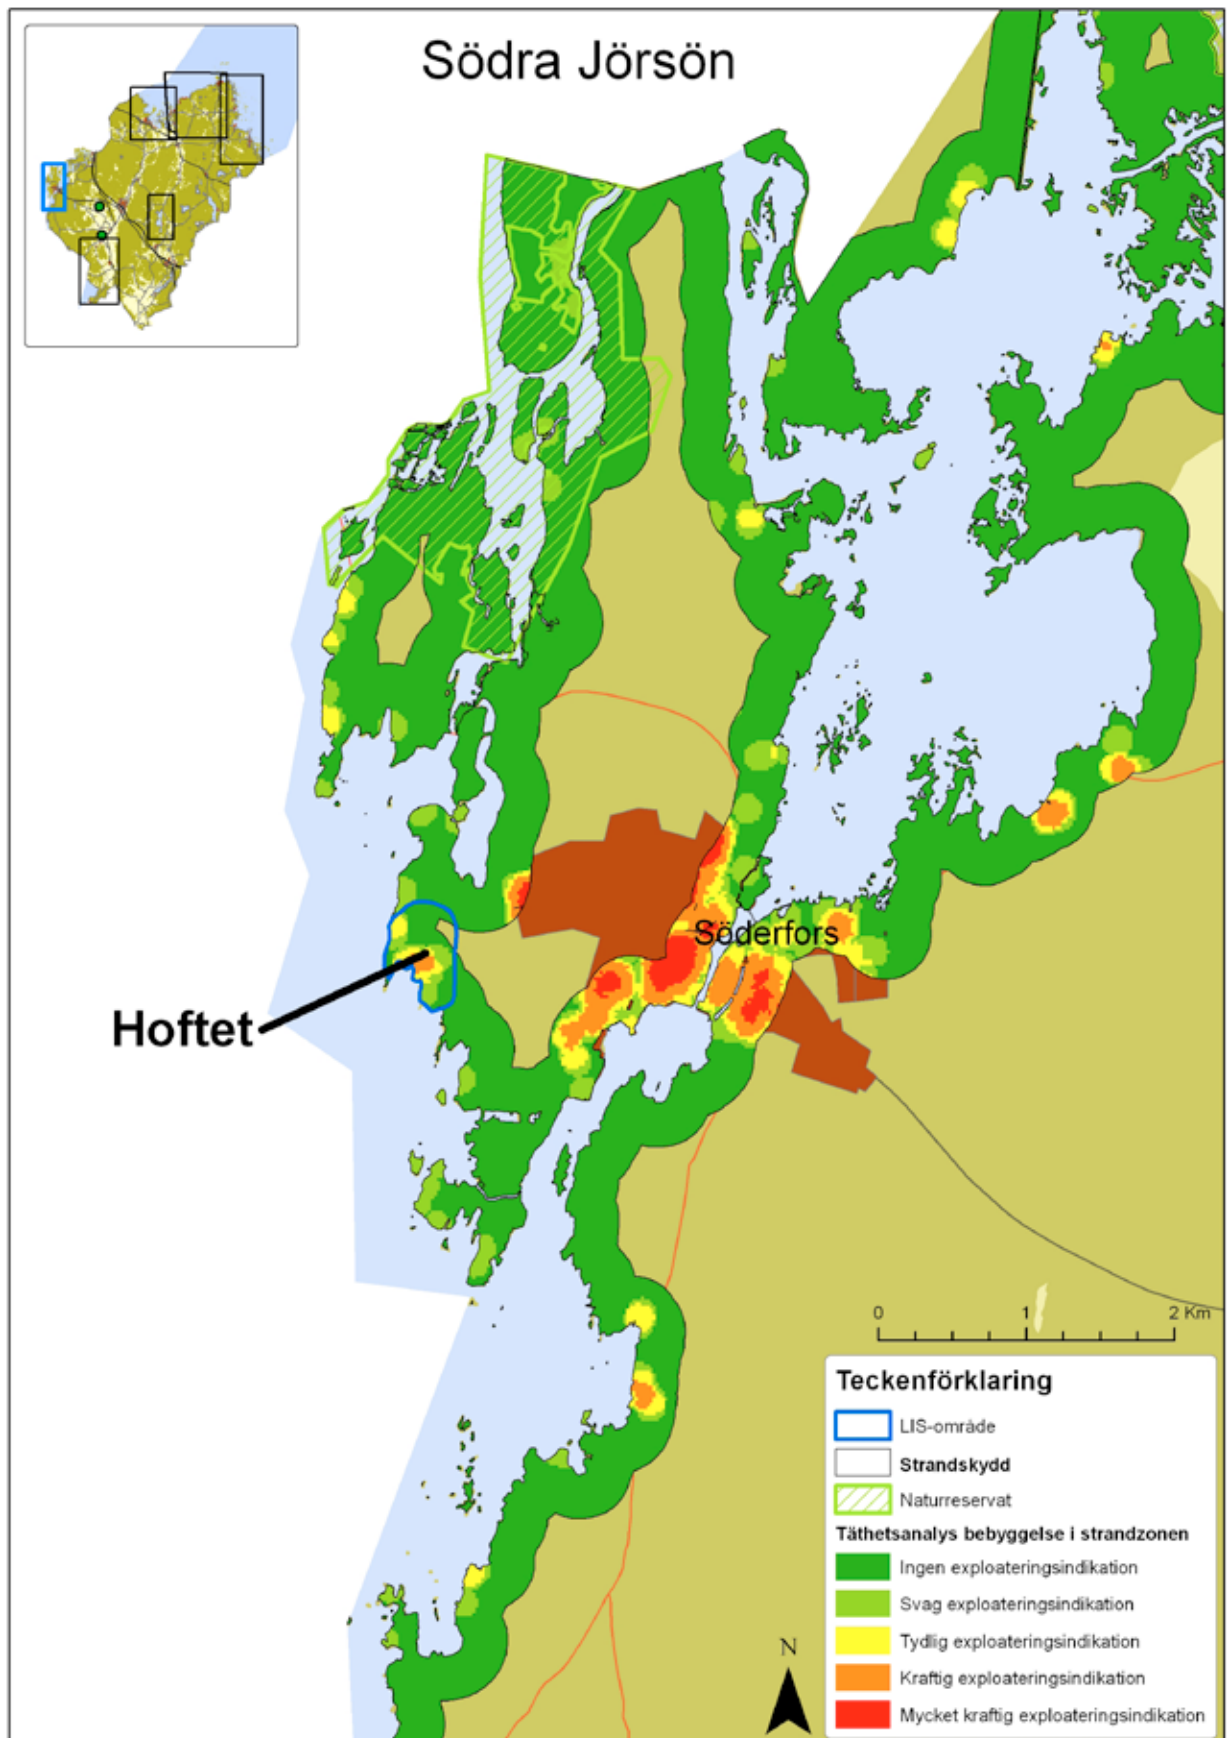 Södra Jörsön
Söderfors
Hoftet
0 1 2 Km
Teckenförklaring
LIS-område
Strandskydd
Naturreservat
Täthetsanalys bebyggelse i strandzonen
Ingen exploateringsindikation
Svag exploateringsindikation
Tydlig exploateringsindikation
Kraftig exploateringsindikation
Mycket kraftig exploateringsindikation
N